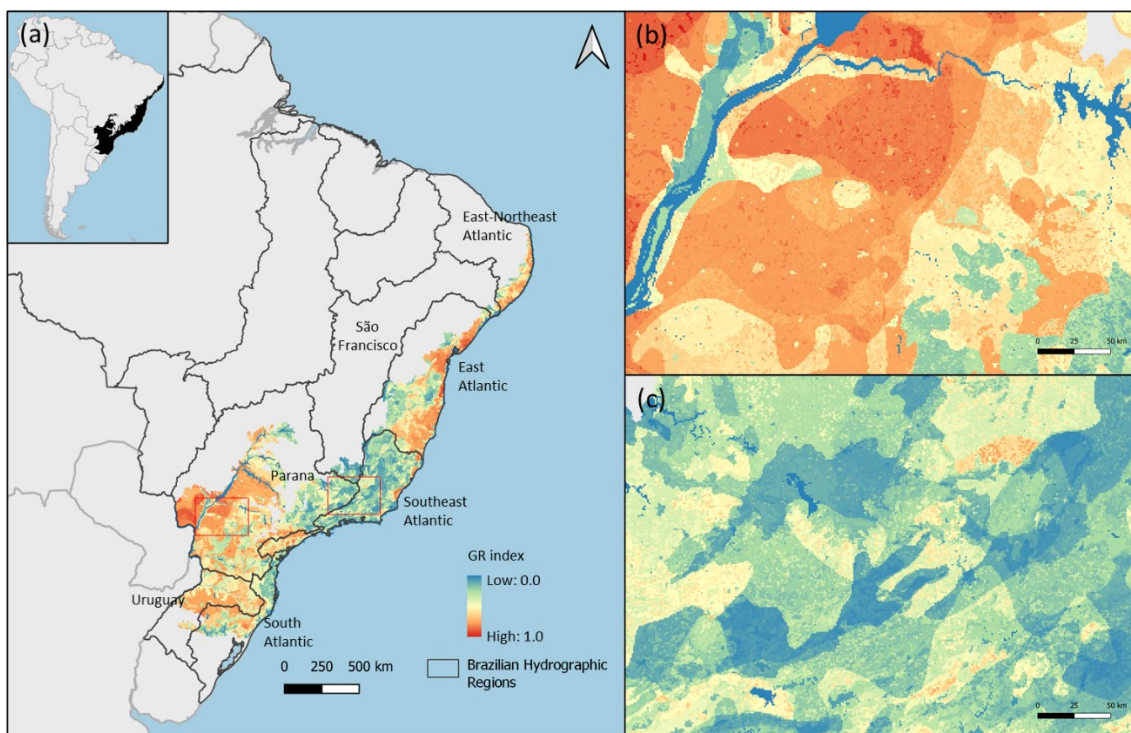 (a)
East-Northeast
Atlantic
São
Francisco
East
Atlantic
Parana
Southeast
Atlantic
GR index
Low: 0.0
High: 1.0
Uruguay
South
Atlantic
0 250 500 km
Brazilian Hydrographic
Regions
(b)
0 25 50 km
(c)
0 25 50 km